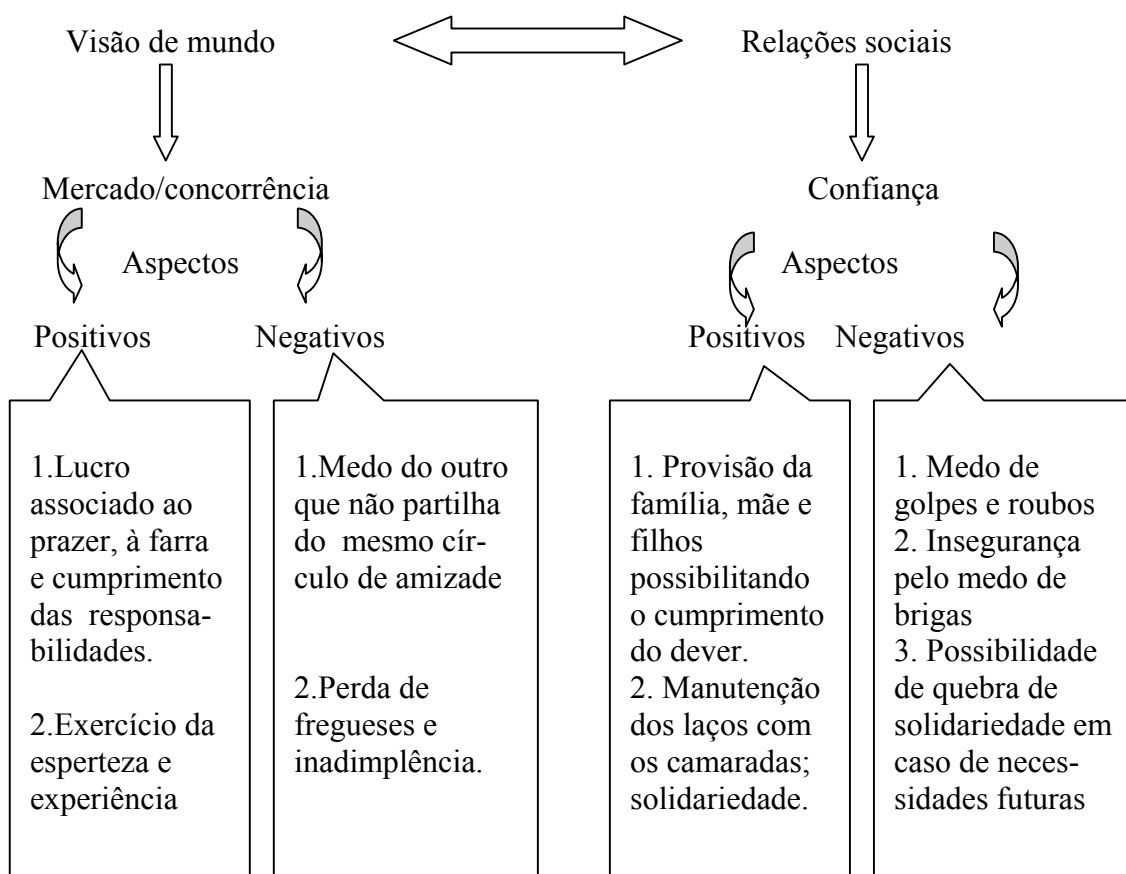 Visão de mundo
Relações sociais
Mercado/concorrência
Confiança
Aspectos
Aspectos
Positivos
Negativos
Positivos
Negativos
1.Lucro
associado ao
prazer, à farra
e cumprimento
das responsa-
bilidades.
2.Exercício da
esperteza e
experiência
1.Medo do outro
que não partilha
do mesmo cír-
culo de amizade
2.Perda de
fregueses e
inadimplência.
1. Provisão da
família, mãe e
filhos
possibilitando
o cumprimento
do dever.
2. Manutenção
dos laços com
os camaradas;
solidariedade.
1. Medo de
golpes e roubos
2. Insegurança
pelo medo de
brigas
3. Possibilidade
de quebra de
solidariedade em
caso de neces-
sidades futuras